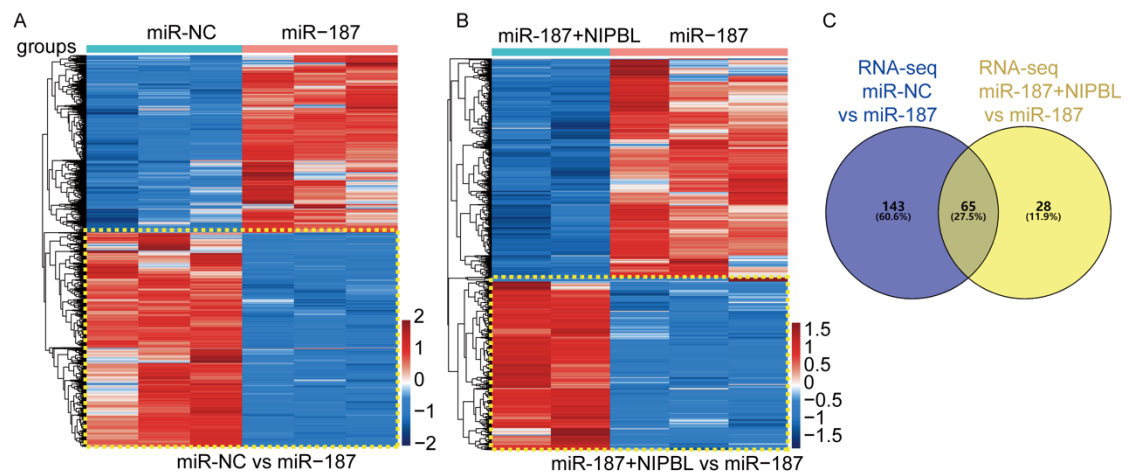 A
miR-NC
miR−187
groups
2
1
0
−1
−2
miR-NC vs miR−187
B
miR-187+NIPBL
miR−187
1.5
1
0.5
0
−0.5
−1
−1.5
miR-187+NIPBL vs miR-187
C
RNA-seq
miR-NC
vs miR-187
RNA-seq
miR-187+NIPBL
vs miR-187
143
(60.6%)
65
(27.5%)
28
(11.9%)